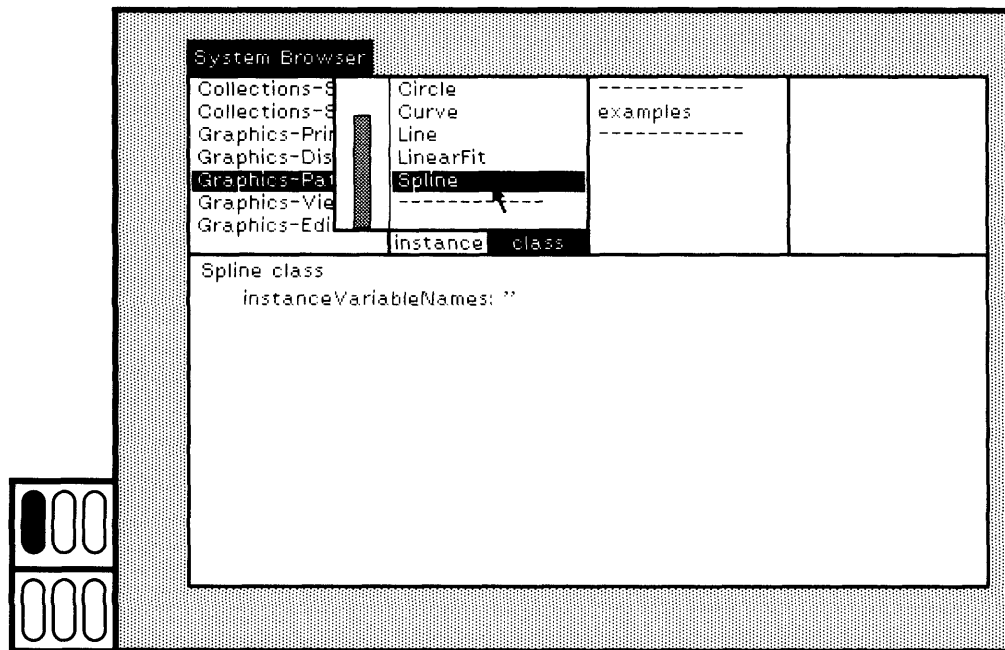 System Browser
Collections-S
Collections-S
Graphics-Prin
Graphics-Dis
Graphics-Pat
Graphics-Vie
Graphics-Edi
Circle
Curve
Line
LinearFit
Spline
-------------
instance class
-------------
examples
-------------
Spline class
instanceVariableNames: ''